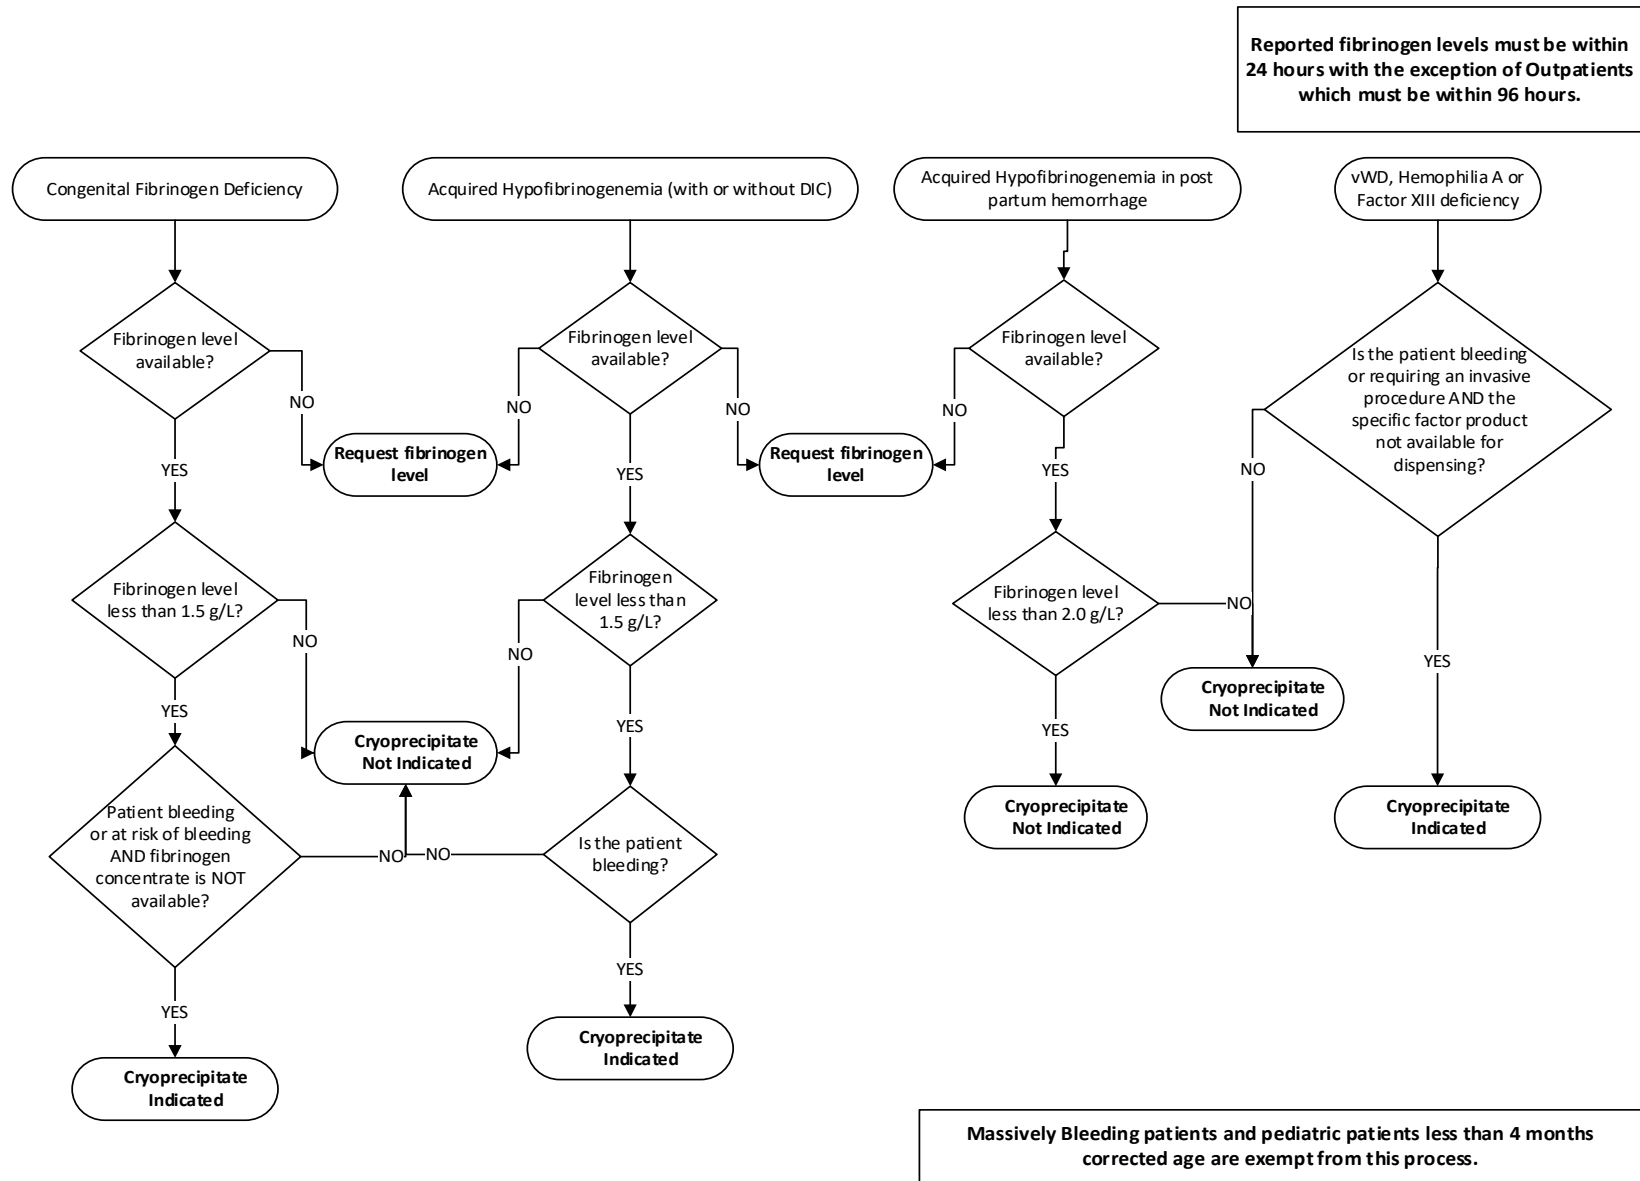 Reported fibrinogen levels must be within
24 hours with the exception of Outpatients
which must be within 96 hours.
Congenital Fibrinogen Deficiency
Acquired Hypofibrinogenemia (with or without DIC)
Acquired Hypofibrinogenemia in post
partum hemorrhage
vWD, Hemophilia A or
Factor XIII deficiency
Fibrinogen level
available?
Fibrinogen level
available?
Fibrinogen level
available?
Is the patient bleeding
or requiring an invasive
procedure AND the
specific factor product
not available for
dispensing?
NO
NO
NO
NO
Request fibrinogen
level
Request fibrinogen
level
YES
YES
YES
NO
Fibrinogen level
less than 1.5 g/L?
Fibrinogen
level less than
1.5 g/L?
Fibrinogen level
less than 2.0 g/L?
NO
NO
NO
YES
YES
YES
YES
Cryoprecipitate
Not Indicated
Cryoprecipitate
Not Indicated
Cryoprecipitate
Not Indicated
Cryoprecipitate
Indicated
Patient bleeding
or at risk of bleeding
AND fibrinogen
concentrate is NOT
available?
NO
NO
Is the patient
bleeding?
YES
YES
Cryoprecipitate
Indicated
Cryoprecipitate
Indicated
Massively Bleeding patients and pediatric patients less than 4 months
corrected age are exempt from this process.